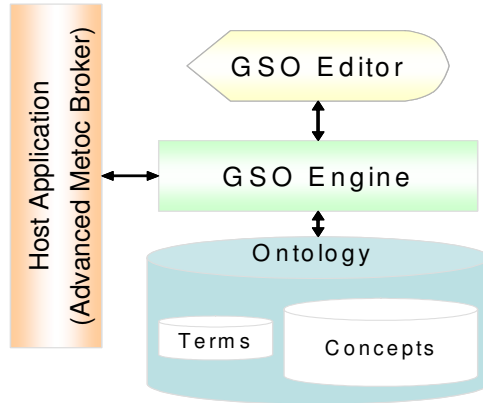 Host Application
(Advanced Metoc Broker)
GSO Editor
GSO Engine
Ontology
Terms
Concepts